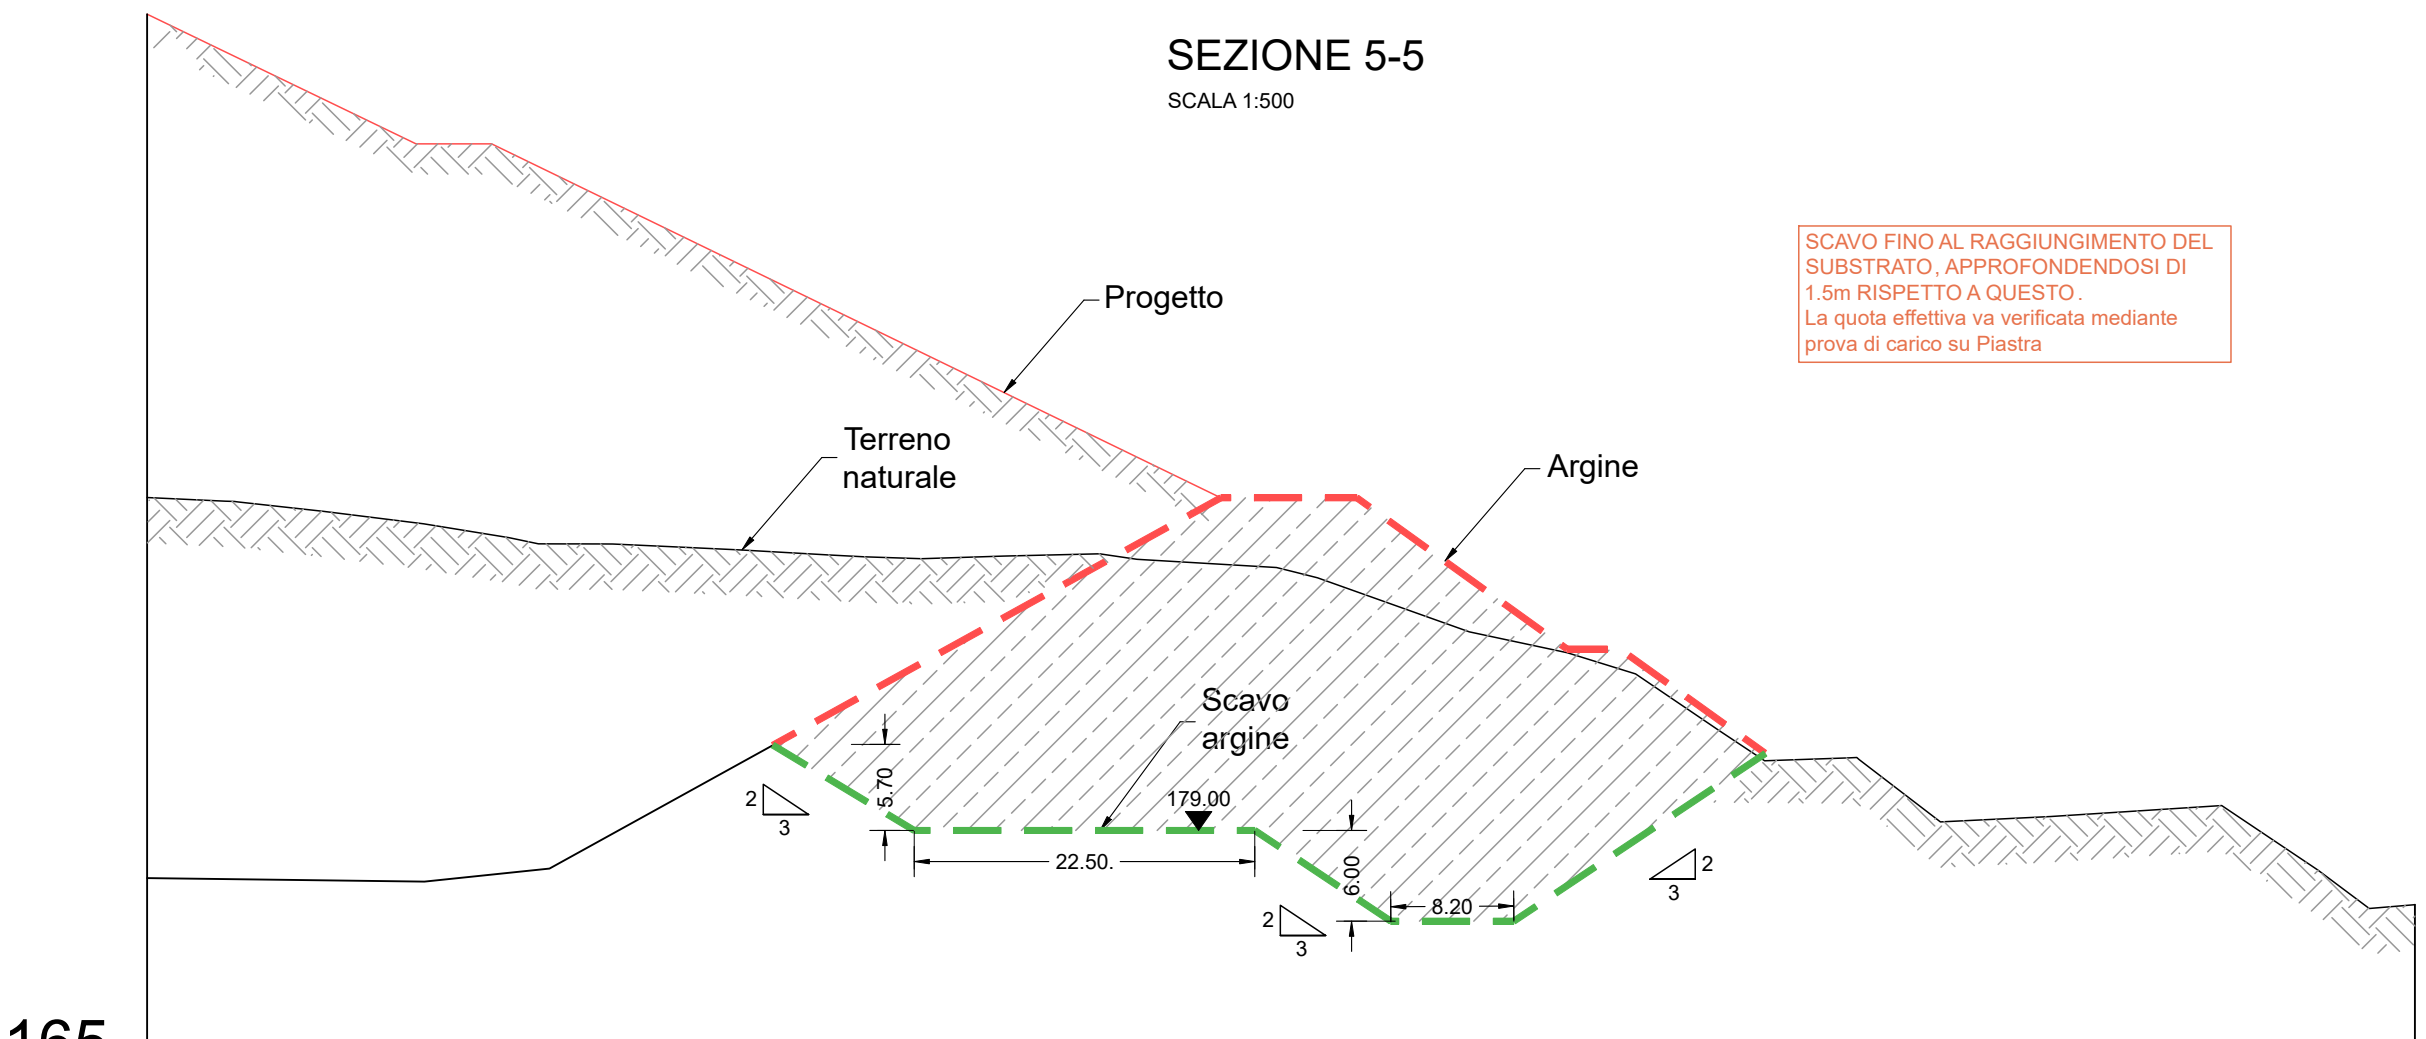 SEZIONE 5-5
SCALA 1:500
SCAVO FINO AL RAGGIUNGIMENTO DEL
SUBSTRATO, APPROFONDENDOSI DI
1.5m RISPETTO A QUESTO.
La quota effettiva va verificata mediante
prova di carico su Piastra
Progetto
Terreno
naturale
Argine
Scavo
argine
5.70
179.00
2
3
22.50.
6.00
2
3
8.20
2
3
165